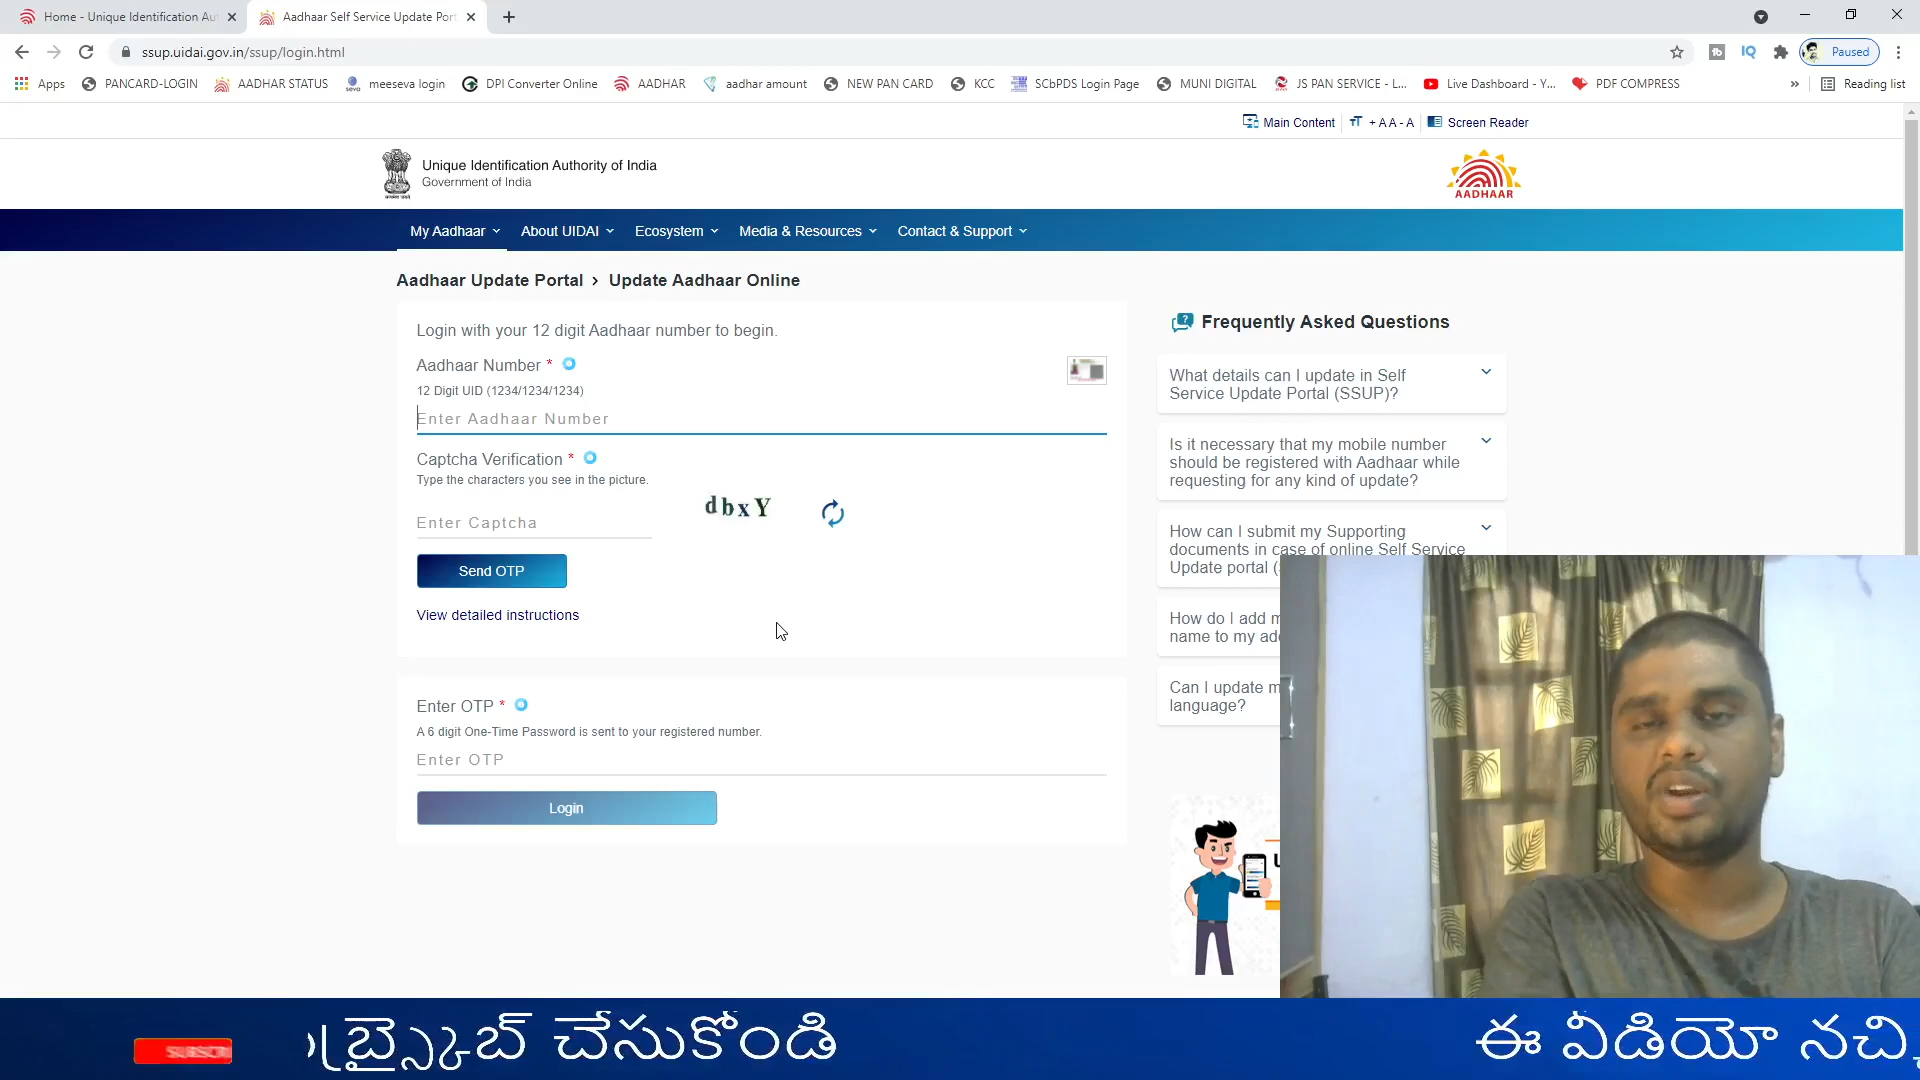 Home - Unique Identification Au
Aadhaar Self Service Update Port
ssup.uidai.gov.in/ssup/login.html
Paused
Apps
PANCARD-LOGIN
AADHAR STATUS
meeseva login
DPI Converter Online
AADHAR
aadhar amount
NEW PAN CARD
KCC
SCbPDS Login Page
MUNI DIGITAL
JS PAN SERVICE - L...
Live Dashboard - Y...
PDF COMPRESS
»
Reading list
Main Content
+ A A - A
Screen Reader
Unique Identification Authority of India
Government of India
AADHAAR
My Aadhaar
About UIDAI
Ecosystem
Media & Resources
Contact & Support
Aadhaar Update Portal › Update Aadhaar Online
Login with your 12 digit Aadhaar number to begin.
Aadhaar Number *
12 Digit UID (1234/1234/1234)
Enter Aadhaar Number
Captcha Verification *
Type the characters you see in the picture.
dbxY
Enter Captcha
Send OTP
View detailed instructions
Enter OTP *
A 6 digit One-Time Password is sent to your registered number.
Enter OTP
Login
Frequently Asked Questions
What details can I update in Self
Service Update Portal (SSUP)?
Is it necessary that my mobile number
should be registered with Aadhaar while
requesting for any kind of update?
How can I submit my Supporting
documents in case of online Self Service
Update portal (
How do I add m
name to my add
Can I update m
language?
SUBSCRI
బ్స్క్రైబ్ చేసుకోండి
ఈ వీడియో నచ్చి